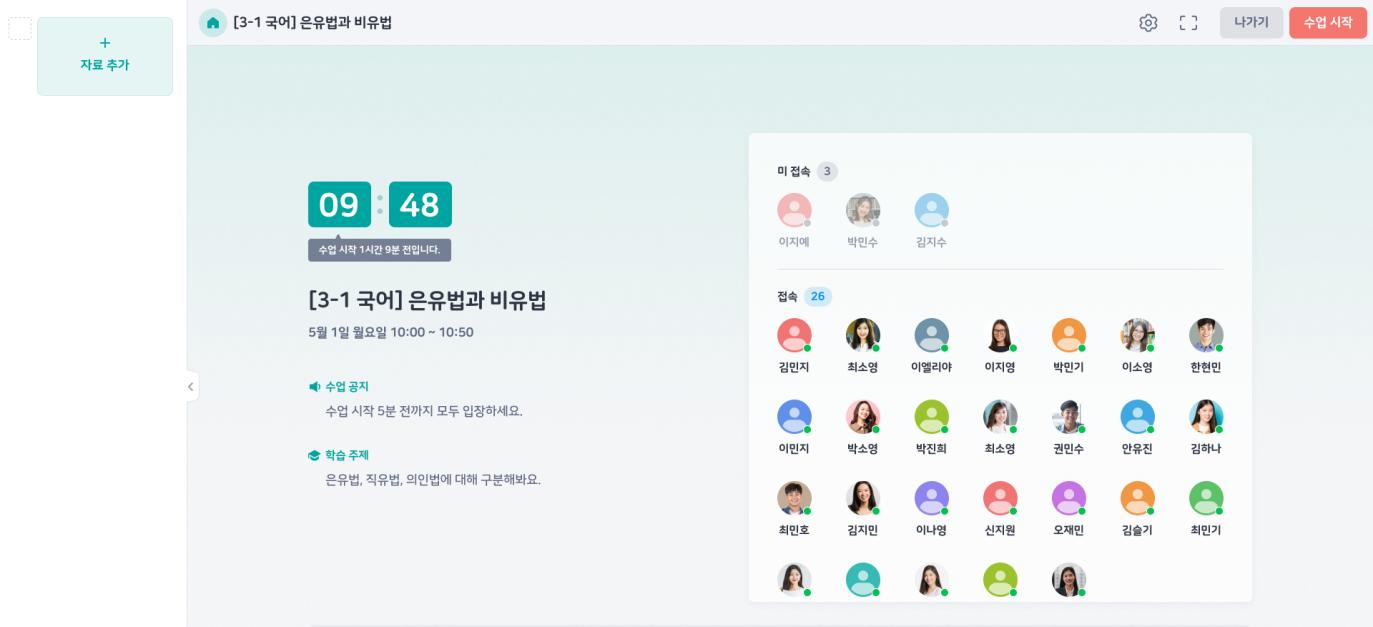 +
자료 추가
[3-1 국어] 은유법과 비유법
나가기
수업 시작
09 : 48
수업 시작 1시간 9분 전입니다.
[3-1 국어] 은유법과 비유법
5월 1일 월요일 10:00 ~ 10:50
수업 공지
수업 시작 5분 전까지 모두 입장하세요.
학습 주제
은유법, 직유법, 의인법에 대해 구분해봐요.
미 접속 3
이지예 박민수 김지수
접속 26
김민지 최소영 이엘리야 이지영 박민기 이소영 한현민
이민지 박소영 박진희 최소영 권민수 안유진 김하나
최민호 김지민 이나영 신지원 오재민 김슬기 최민기